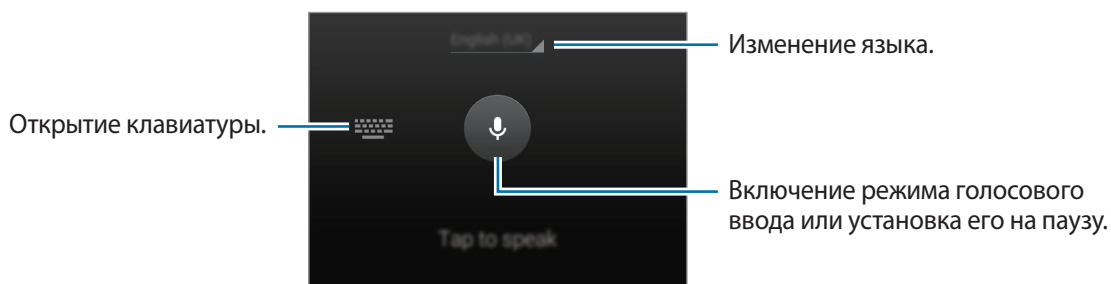 English (UK)
Изменение языка.
Открытие клавиатуры.
Включение режима голосового
ввода или установка его на паузу.
Tap to speak